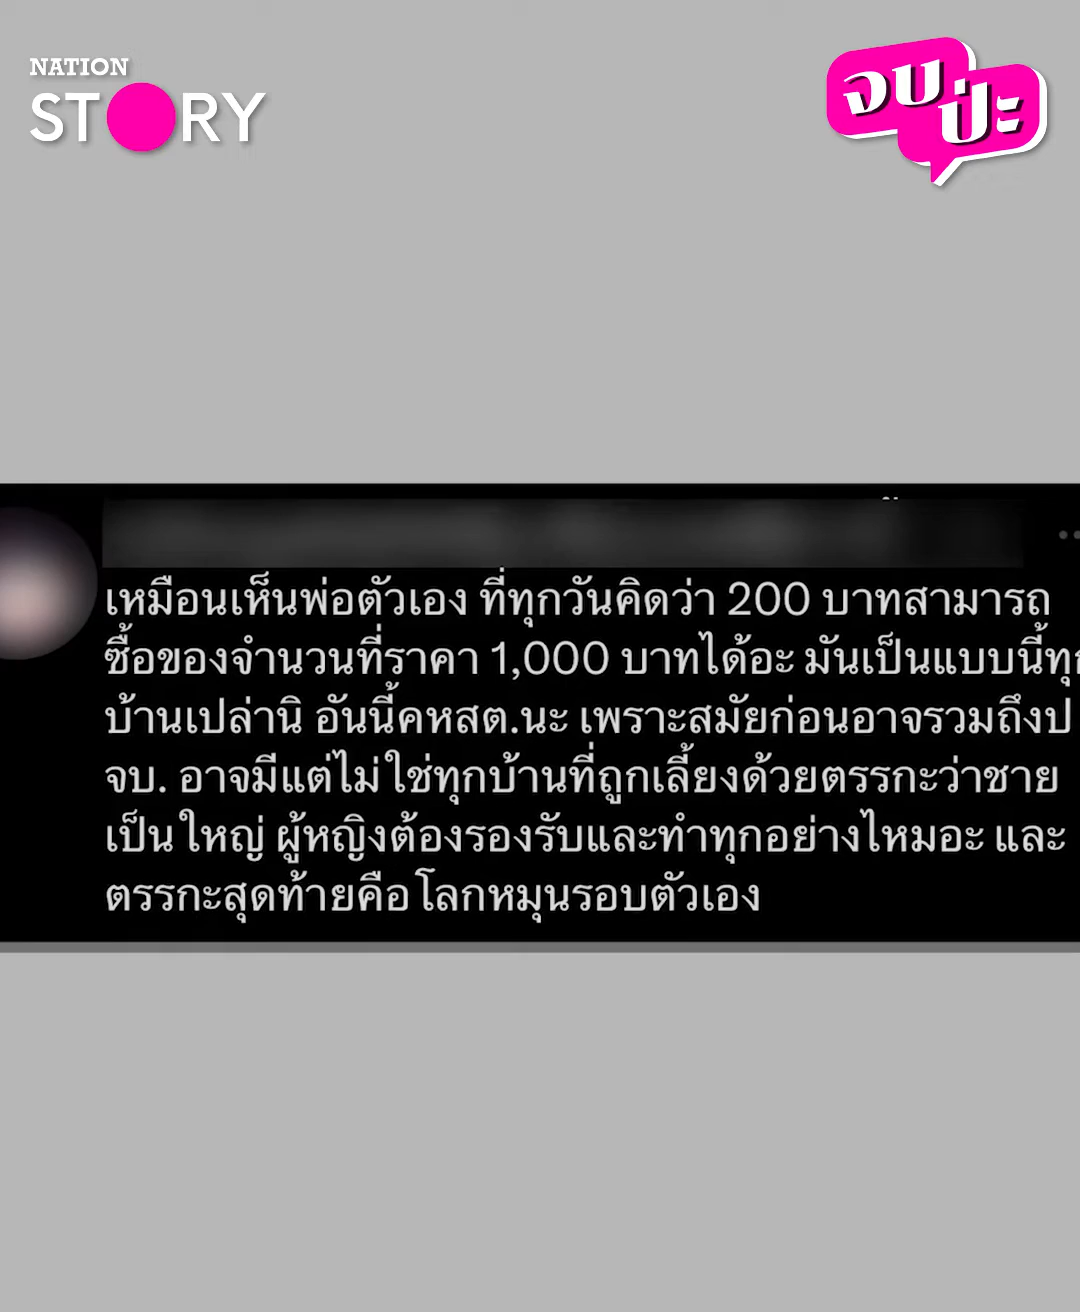 NATION
STORY
จบป่ะ
เหมือนเห็นพ่อตัวเอง ที่ทุกวันคิดว่า 200 บาทสามารถ
ซื้อของจำนวนที่ราคา 1,000 บาทได้อะ มันเป็นแบบนี้
บ้านเปล่านิ อันนี้คหสต.นะ เพราะสมัยก่อนอาจรวมถึงป
จบ. อาจมีแต่ไม่ใช่ทุกบ้านที่ถูกเลี้ยงด้วยตรรกะว่าชาย
เป็นใหญ่ ผู้หญิงต้องรองรับและทำทุกอย่างไหมอะ และ
ตรรกะสุดท้ายคือโลกหมุนรอบตัวเอง